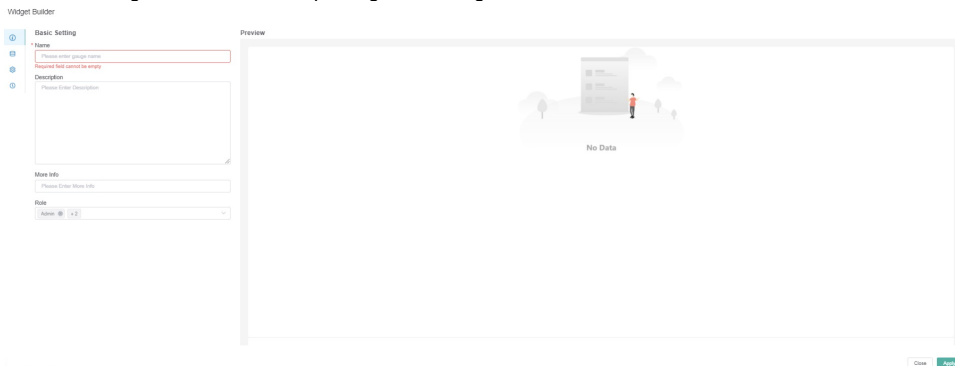 Widget Builder
Basic Setting
* Name
Please enter gauge name
Required field cannot be empty
Description
Please Enter Description
More Info
Please Enter More Info
Role
Admin
+ 2
Preview
No Data
Close
Apply